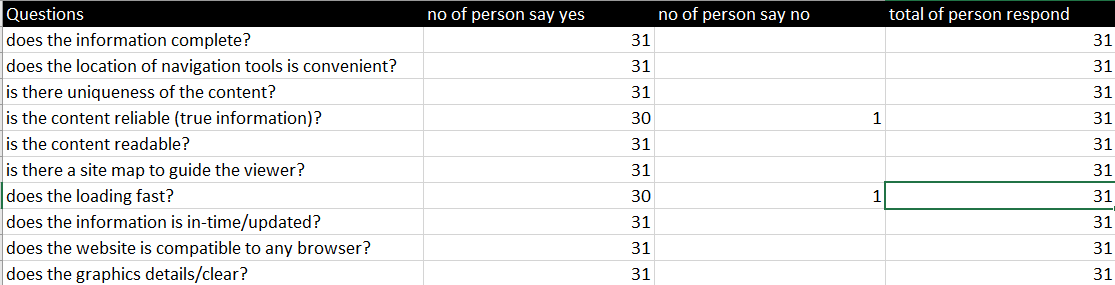 Questions no of person say yes no of person say no total of person respond
does the information complete? 31 31
does the location of navigation tools is convenient? 31 31
is there uniqueness of the content? 31 31
is the content reliable (true information)? 30 1 31
is the content readable? 31 31
is there a site map to guide the viewer? 31 31
does the loading fast? 30 1 31
does the information is in-time/updated? 31 31
does the website is compatible to any browser? 31 31
does the graphics details/clear? 31 31